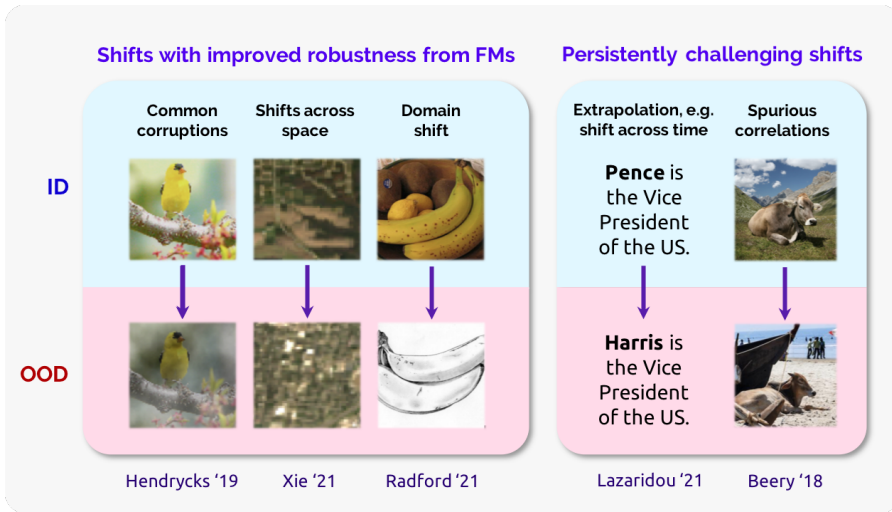 Shifts with improved robustness from FMs
Persistently challenging shifts
Common
corruptions
Shifts across
space
Domain
shift
Extrapolation, e.g.
shift across time
Spurious
correlations
ID
Pence is
the Vice
President
of the US.
OOD
Harris is
the Vice
President
of the US.
Hendrycks ‘19
Xie ‘21
Radford ‘21
Lazaridou ‘21
Beery ‘18